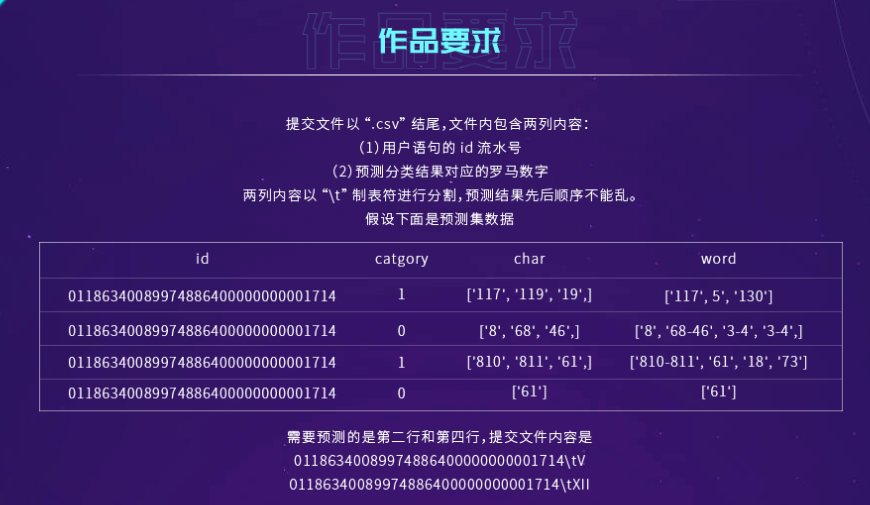 作品要求
提交文件以 “.csv” 结尾,文件内包含两列内容:
(1)用户语句的 id 流水号
(2)预测分类结果对应的罗马数字
两列内容以 “\t” 制表符进行分割,预测结果先后顺序不能乱。
假设下面是预测集数据
id catgory char word
01186340089974886400000000001714 1 ['117', '119', '19',] ['117', 5', '130']
01186340089974886400000000001714 0 ['8', '68', '46',] ['8', '68-46', '3-4', '3-4',]
01186340089974886400000000001714 1 ['810', '811', '61',] ['810-811', '61', '18', '73']
01186340089974886400000000001714 0 ['61'] ['61']
需要预测的是第二行和第四行,提交文件内容是
01186340089974886400000000001714\tV
01186340089974886400000000001714\tXII